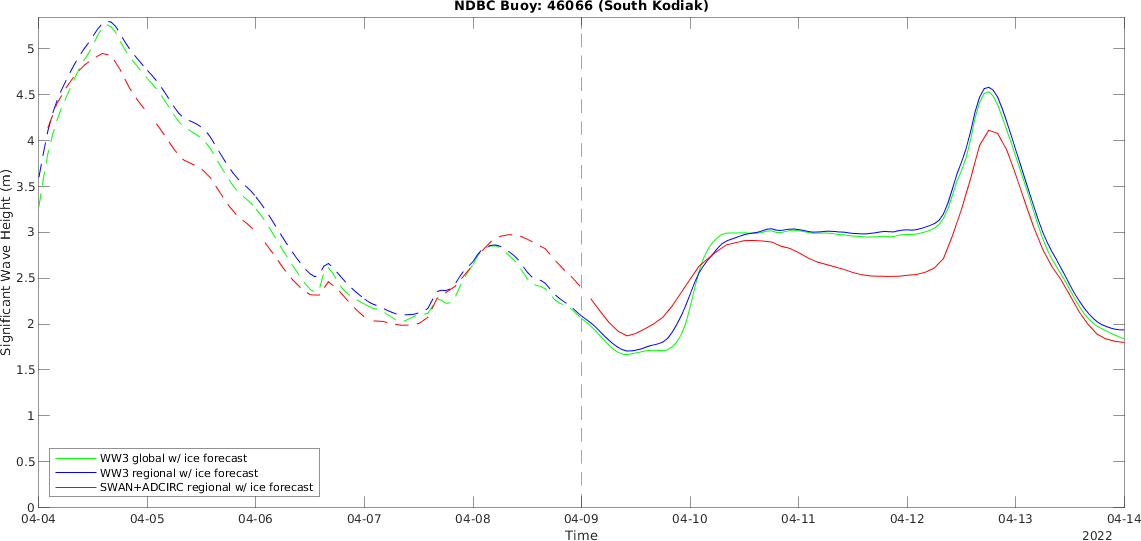 NDBC Buoy: 46066 (South Kodiak)
5
4.5
4
3.5
3
2.5
2
1.5
1
0.5
0
Significant Wave Height (m)
WW3 global w/ ice forecast
WW3 regional w/ ice forecast
SWAN+ADCIRC regional w/ ice forecast
04-04 04-05 04-06 04-07 04-08 04-09 04-10 04-11 04-12 04-13 04-14
Time
2022